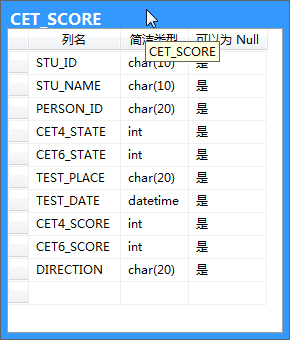 CET_SCORE
列名 简洁类型 可以为 Null
CET_SCORE
STU_ID char(10) 是
STU_NAME char(10) 是
PERSON_ID char(20) 是
CET4_STATE int 是
CET6_STATE int 是
TEST_PLACE char(20) 是
TEST_DATE datetime 是
CET4_SCORE int 是
CET6_SCORE int 是
DIRECTION char(20) 是